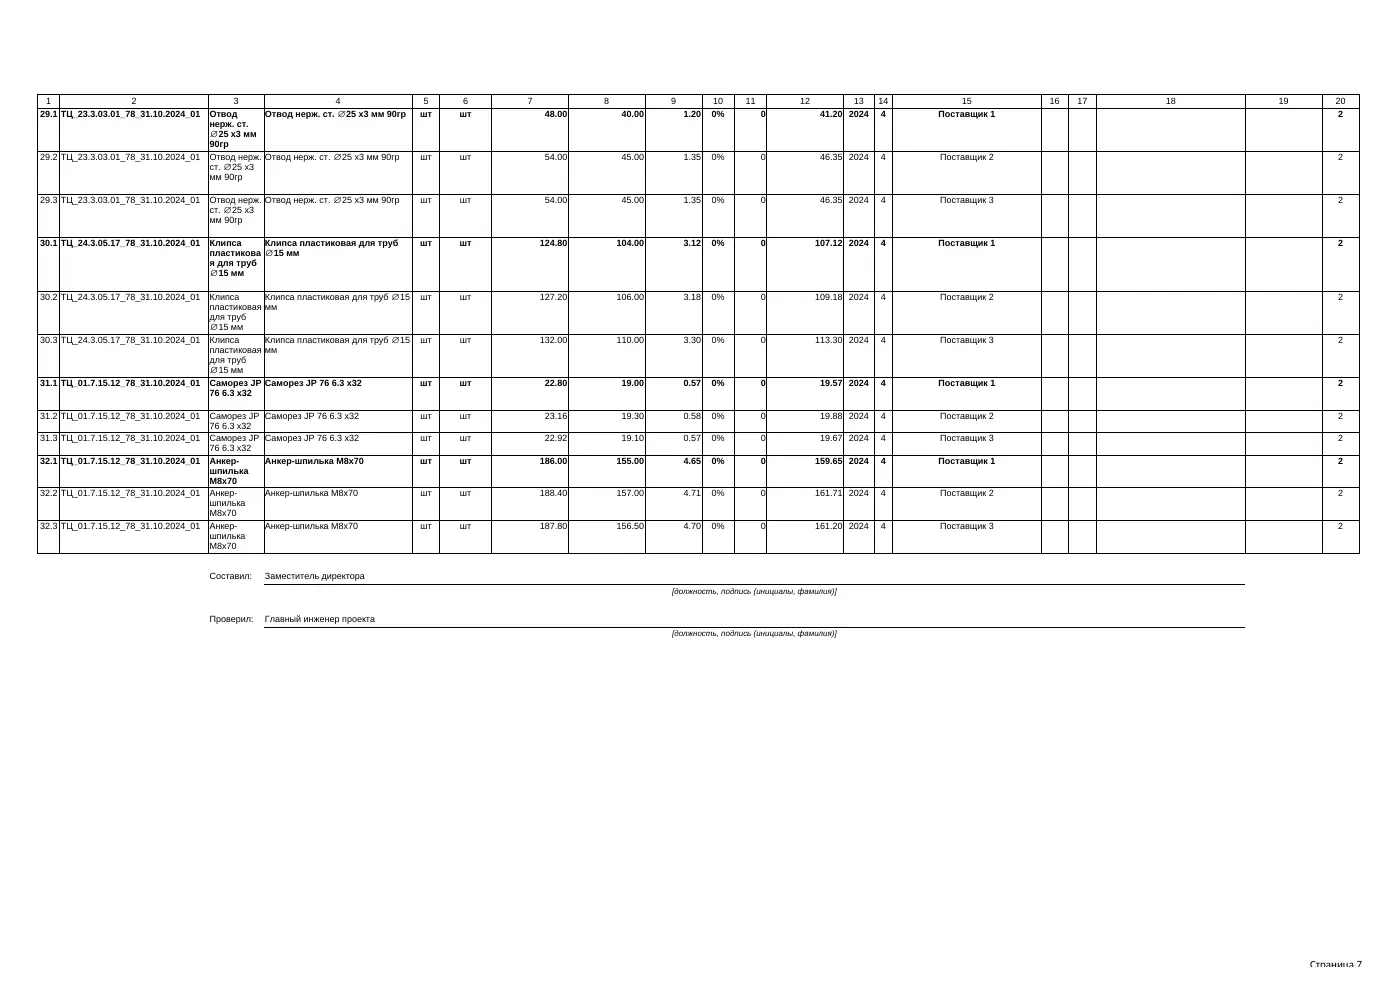 1 2 3 4 5 6 7 8 9 10 11 12 13 14 15 16 17 18 19 20
29.1 ТЦ_23.3.03.01_78_31.10.2024_01 Отвод Отвод нерж. ст. ∅25 х3 мм 90гр шт шт 48.00 40.00 1.20 0% 0 41.20 2024 4 Поставщик 1 2
нерж. ст.
∅25 х3 мм
90гр
29.2 ТЦ_23.3.03.01_78_31.10.2024_01 Отвод нерж. Отвод нерж. ст. ∅25 х3 мм 90гр шт шт 54.00 45.00 1.35 0% 0 46.35 2024 4 Поставщик 2 2
ст. ∅25 х3
мм 90гр
29.3 ТЦ_23.3.03.01_78_31.10.2024_01 Отвод нерж. Отвод нерж. ст. ∅25 х3 мм 90гр шт шт 54.00 45.00 1.35 0% 0 46.35 2024 4 Поставщик 3 2
ст. ∅25 х3
мм 90гр
30.1 ТЦ_24.3.05.17_78_31.10.2024_01 Клипса Клипса пластиковая для труб шт шт 124.80 104.00 3.12 0% 0 107.12 2024 4 Поставщик 1 2
пластикова ∅15 мм
я для труб
∅15 мм
30.2 ТЦ_24.3.05.17_78_31.10.2024_01 Клипса Клипса пластиковая для труб ∅15 шт шт 127.20 106.00 3.18 0% 0 109.18 2024 4 Поставщик 2 2
пластиковая мм
для труб
∅15 мм
30.3 ТЦ_24.3.05.17_78_31.10.2024_01 Клипса Клипса пластиковая для труб ∅15 шт шт 132.00 110.00 3.30 0% 0 113.30 2024 4 Поставщик 3 2
пластиковая мм
для труб
∅15 мм
31.1 ТЦ_01.7.15.12_78_31.10.2024_01 Саморез JP Саморез JP 76 6.3 х32 шт шт 22.80 19.00 0.57 0% 0 19.57 2024 4 Поставщик 1 2
76 6.3 х32
31.2 ТЦ_01.7.15.12_78_31.10.2024_01 Саморез JP Саморез JP 76 6.3 х32 шт шт 23.16 19.30 0.58 0% 0 19.88 2024 4 Поставщик 2 2
76 6.3 х32
31.3 ТЦ_01.7.15.12_78_31.10.2024_01 Саморез JP Саморез JP 76 6.3 х32 шт шт 22.92 19.10 0.57 0% 0 19.67 2024 4 Поставщик 3 2
76 6.3 х32
32.1 ТЦ_01.7.15.12_78_31.10.2024_01 Анкер- Анкер-шпилька М8х70 шт шт 186.00 155.00 4.65 0% 0 159.65 2024 4 Поставщик 1 2
шпилька
М8х70
32.2 ТЦ_01.7.15.12_78_31.10.2024_01 Анкер- Анкер-шпилька М8х70 шт шт 188.40 157.00 4.71 0% 0 161.71 2024 4 Поставщик 2 2
шпилька
М8х70
32.3 ТЦ_01.7.15.12_78_31.10.2024_01 Анкер- Анкер-шпилька М8х70 шт шт 187.80 156.50 4.70 0% 0 161.20 2024 4 Поставщик 3 2
шпилька
М8х70
Составил: Заместитель директора
[должность, подпись (инициалы, фамилия)]
Проверил: Главный инженер проекта
[должность, подпись (инициалы, фамилия)]
Страница 7